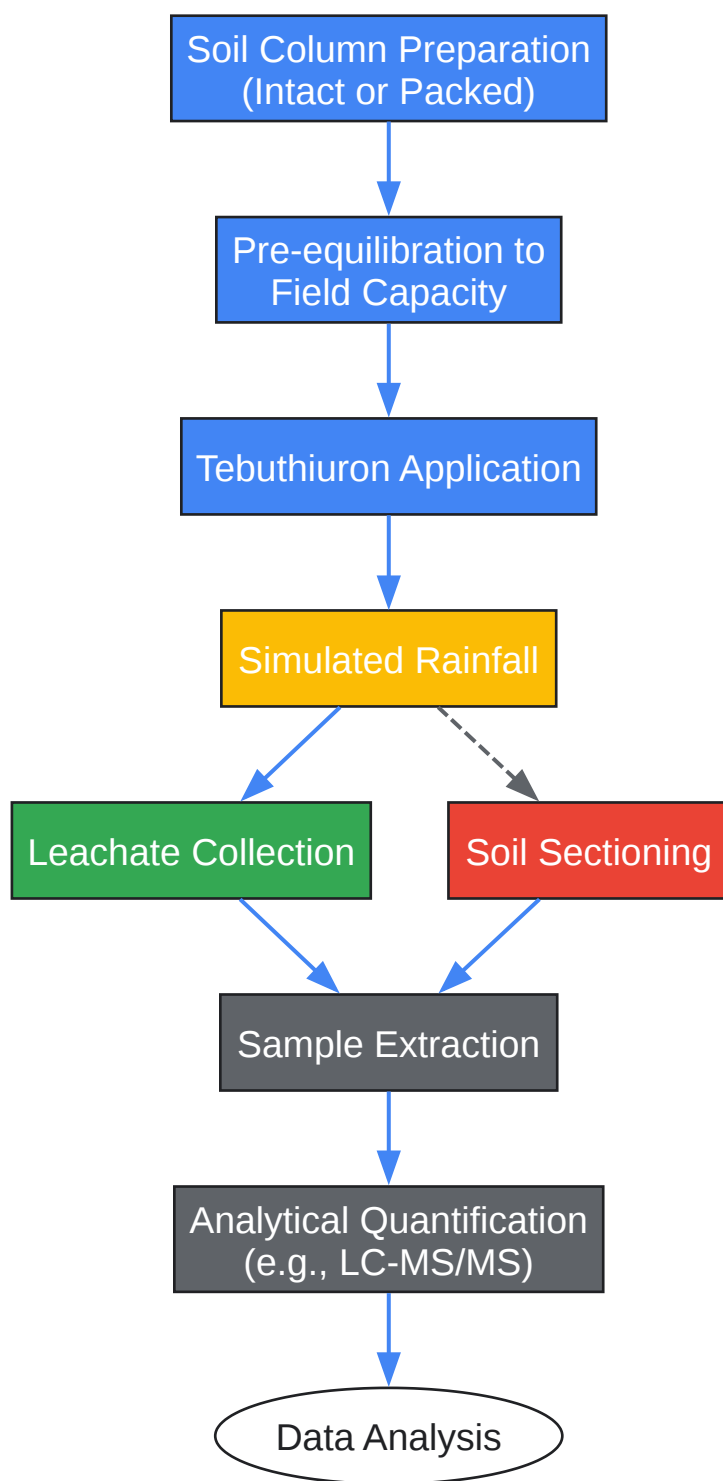 Soil Column Preparation
(Intact or Packed)
Pre-equilibration to
Field Capacity
Tebuthiuron Application
Simulated Rainfall
Leachate Collection
Soil Sectioning
Sample Extraction
Analytical Quantification
(e.g., LC-MS/MS)
Data Analysis